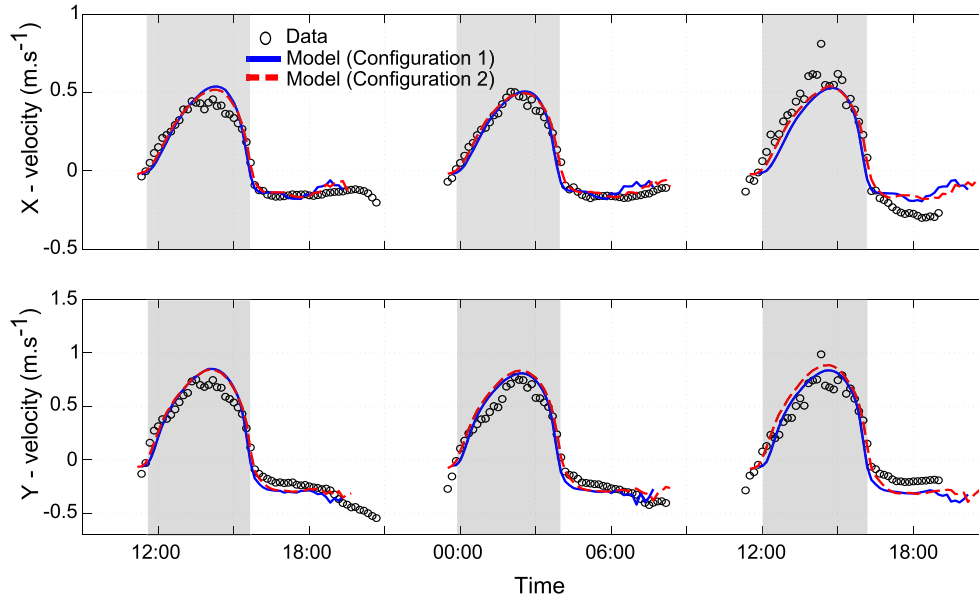 1
0.5
0
-0.5
X - velocity (m.s⁻¹)
Data
Model (Configuration 1)
Model (Configuration 2)
1.5
1
0.5
0
-0.5
Y - velocity (m.s⁻¹)
12:00 18:00 00:00 06:00 12:00 18:00
Time